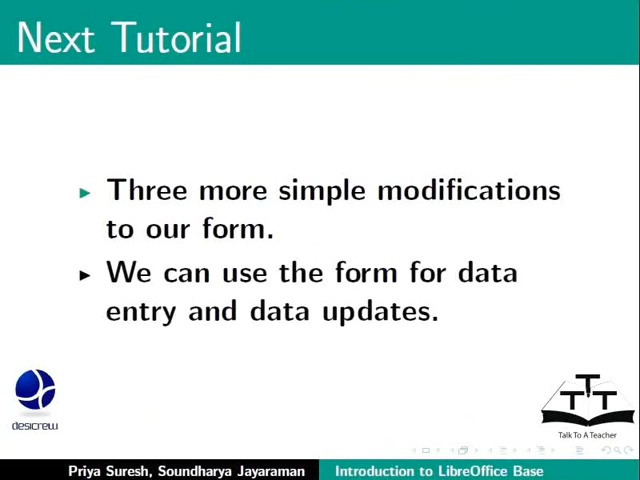 Next Tutorial
Three more simple modifications
to our form.
We can use the form for data
entry and data updates.
desicrew
T
T T
Talk To A Teacher
Priya Suresh, Soundharya Jayaraman Introduction to LibreOffice Base